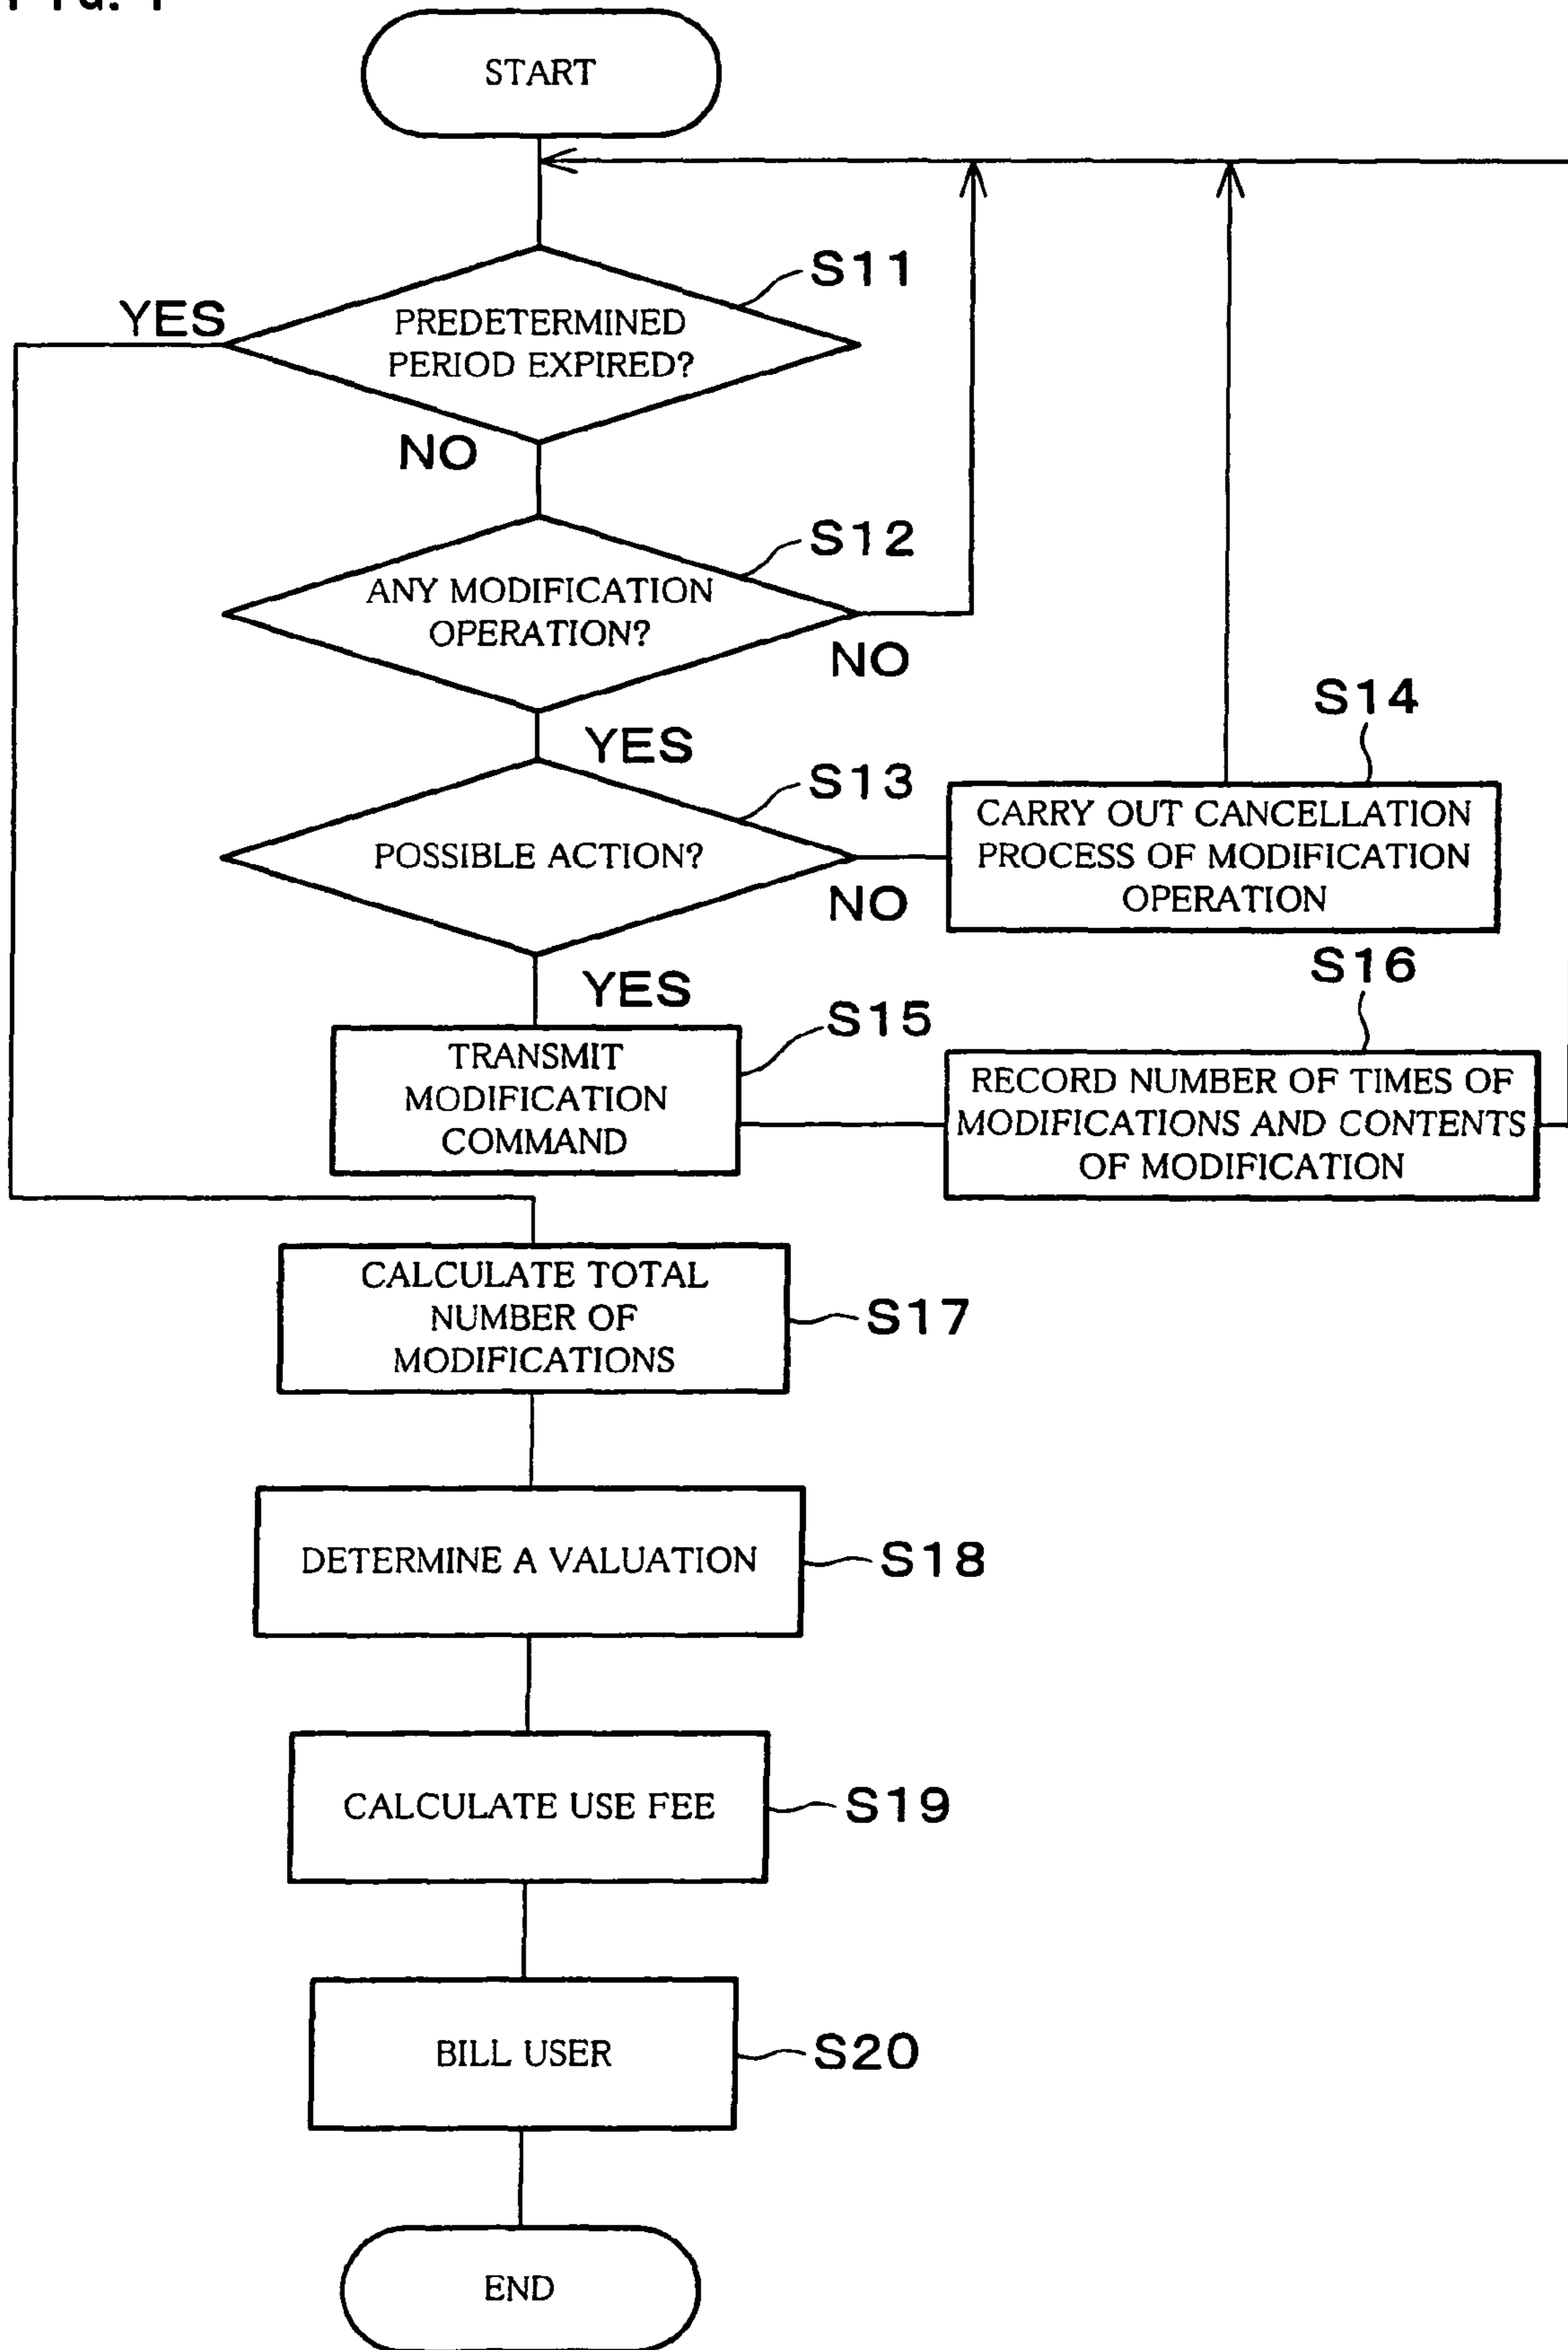 START
S11
YES
PREDETERMINED
PERIOD EXPIRED?
NO
S12
ANY MODIFICATION
OPERATION?
NO
YES
S14
S13
CARRY OUT CANCELLATION
PROCESS OF MODIFICATION
OPERATION
POSSIBLE ACTION?
NO
YES
S16
S15
TRANSMIT
MODIFICATION
COMMAND
RECORD NUMBER OF TIMES OF
MODIFICATIONS AND CONTENTS
OF MODIFICATION
CALCULATE TOTAL
NUMBER OF
MODIFICATIONS
S17
DETERMINE A VALUATION
S18
CALCULATE USE FEE
S19
BILL USER
S20
END